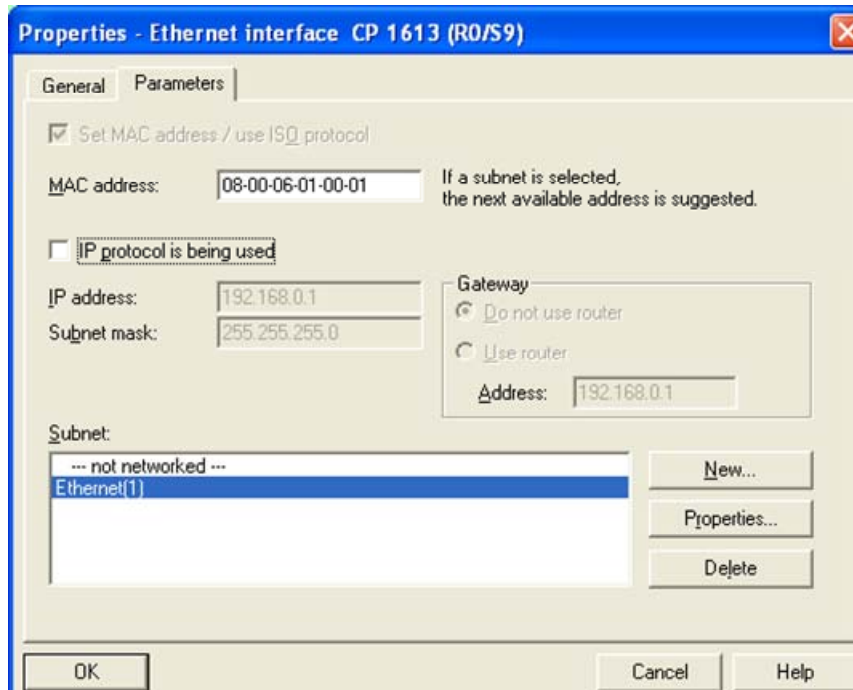 Properties - Ethernet interface CP 1613 (R0/S9)
General
Parameters
Set MAC address / use ISO protocol
MAC address:
08-00-06-01-00-01
If a subnet is selected,
the next available address is suggested.
IP protocol is being used
IP address:
192.168.0.1
Subnet mask:
255.255.255.0
Gateway
Do not use router
Use router
Address:
192.168.0.1
Subnet:
--- not networked ---
Ethernet(1)
New...
Properties...
Delete
OK
Cancel
Help